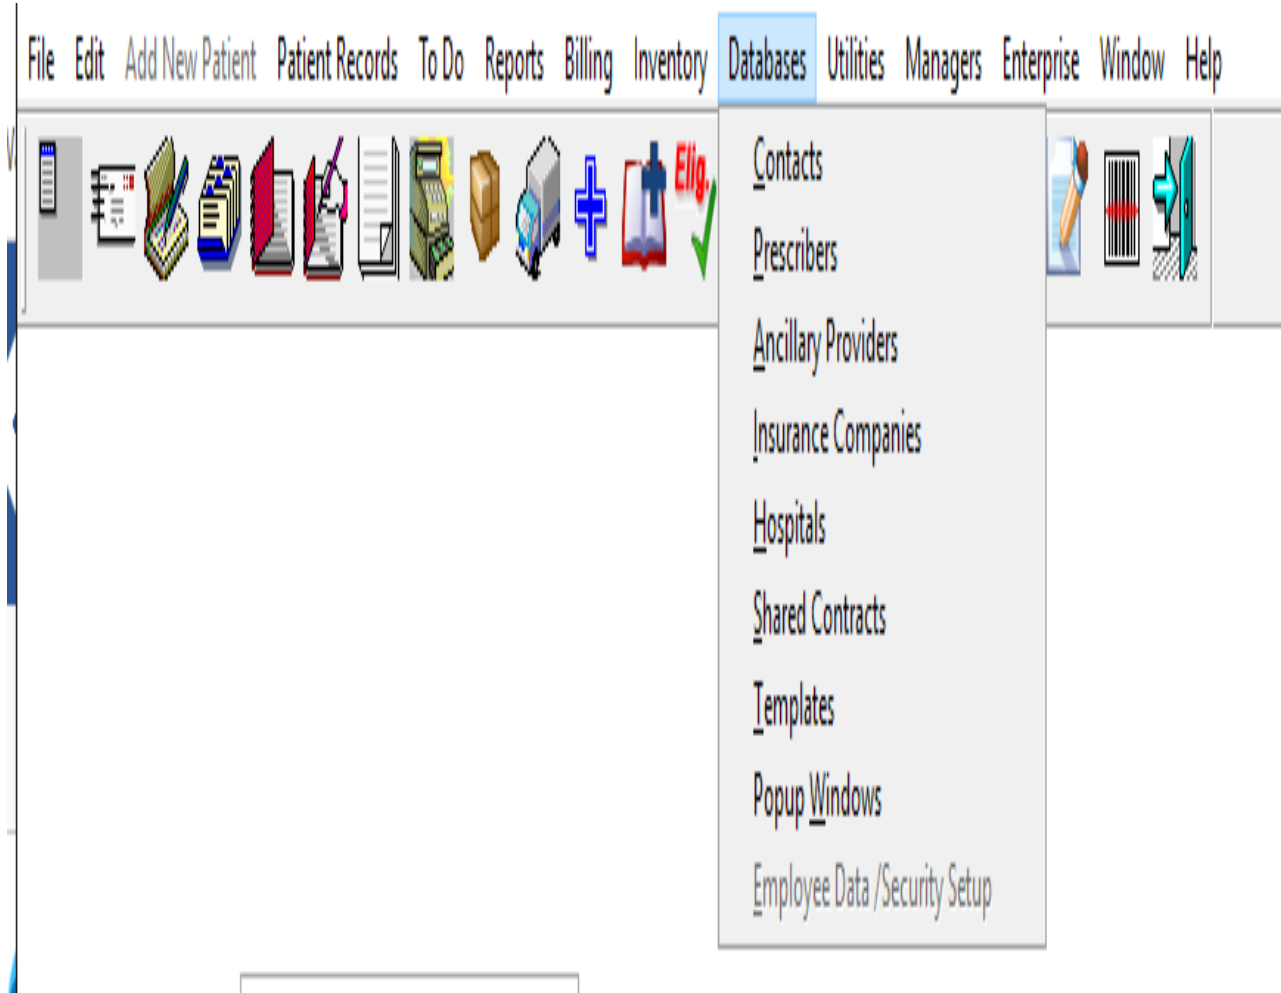 File Edit Add New Patient Patient Records To Do Reports Billing Inventory Databases Utilities Managers Enterprise Window Help
Elig.
Contacts
Prescribers
Ancillary Providers
Insurance Companies
Hospitals
Shared Contracts
Templates
Popup Windows
Employee Data /Security Setup